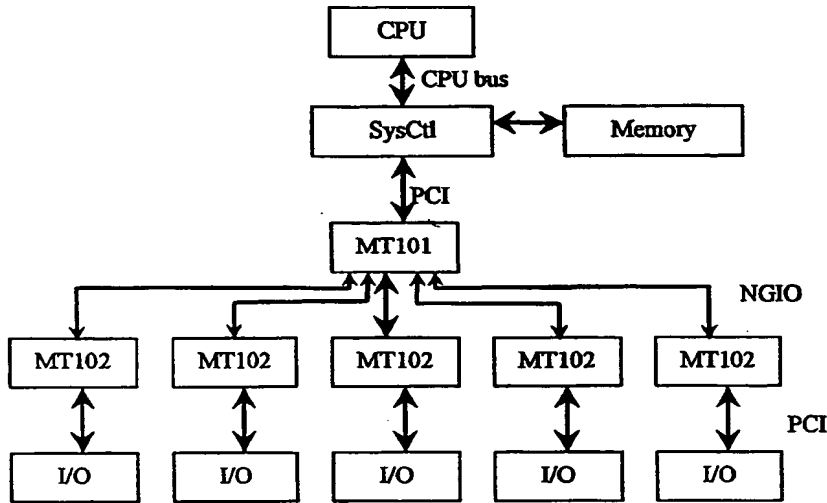 CPU
CPU bus
SysCtl
Memory
PCI
MT101
NGIO
MT102
MT102
MT102
MT102
MT102
PCI
I/O
I/O
I/O
I/O
I/O